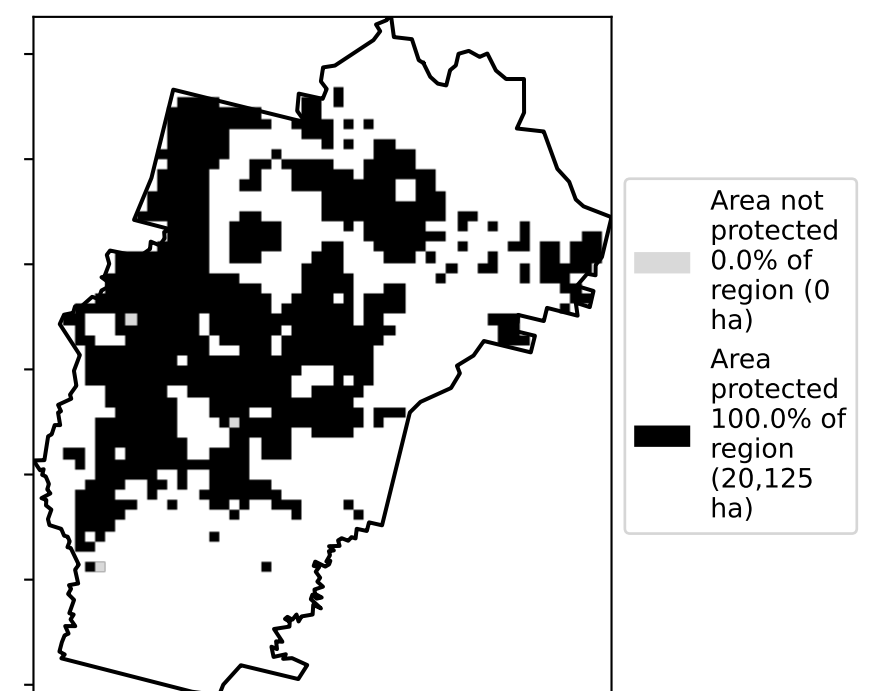 Area not
protected
0.0% of
region (0
ha)
Area
protected
100.0% of
region
(20,125
ha)